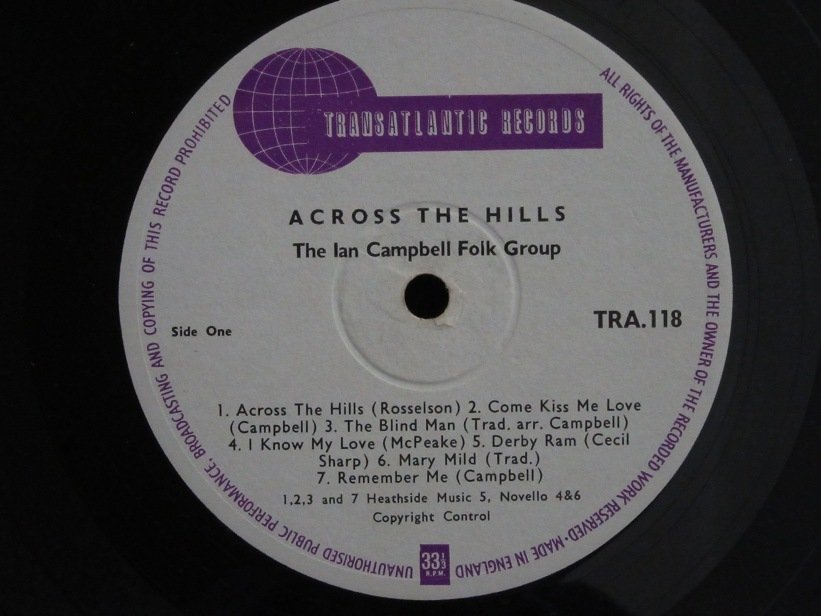 TRANSATLANTIC RECORDS
ACROSS THE HILLS
The Ian Campbell Folk Group
Side One
TRA.118
1. Across The Hills (Rosselson) 2. Come Kiss Me Love
(Campbell) 3. The Blind Man (Trad. arr. Campbell)
4. I Know My Love (McPeake) 5. Derby Ram (Cecil
Sharp) 6. Mary Mild (Trad.)
7. Remember Me (Campbell)
1,2,3 and 7 Heathside Music 5, Novello 4&6
Copyright Control
33 1/3
R.P.M.
ALL RIGHTS OF THE MANUFACTURERS AND THE OWNER OF THE RECORDED WORK RESERVED-MADE IN ENGLAND
UNAUTHORISED PUBLIC PERFORMANCE, BROADCASTING AND COPYING OF THIS RECORD PROHIBITED